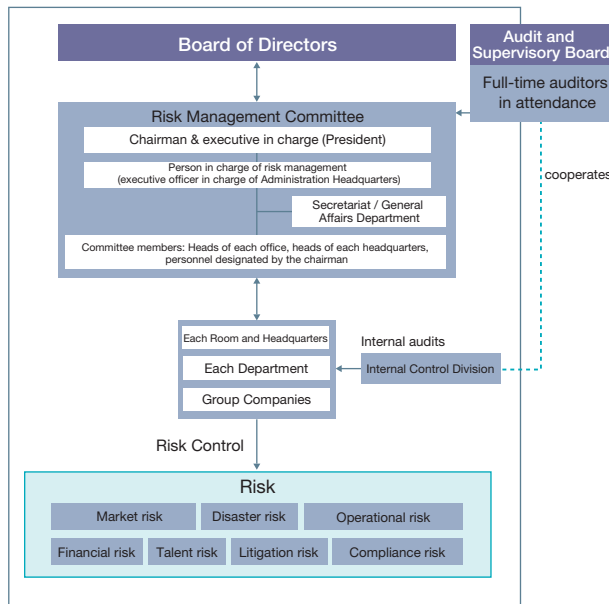 Board of Directors
Audit and
Supervisory Board
Full-time auditors
in attendance
Risk Management Committee
Chairman & executive in charge (President)
Person in charge of risk management
(executive officer in charge of Administration Headquarters)
cooperates
Secretariat / General
Affairs Department
Committee members: Heads of each office, heads of each headquarters,
personnel designated by the chairman
Each Room and Headquarters
Each Department
Group Companies
Internal audits
Internal Control Division
Risk Control
Risk
Market risk
Disaster risk
Operational risk
Financial risk
Talent risk
Litigation risk
Compliance risk